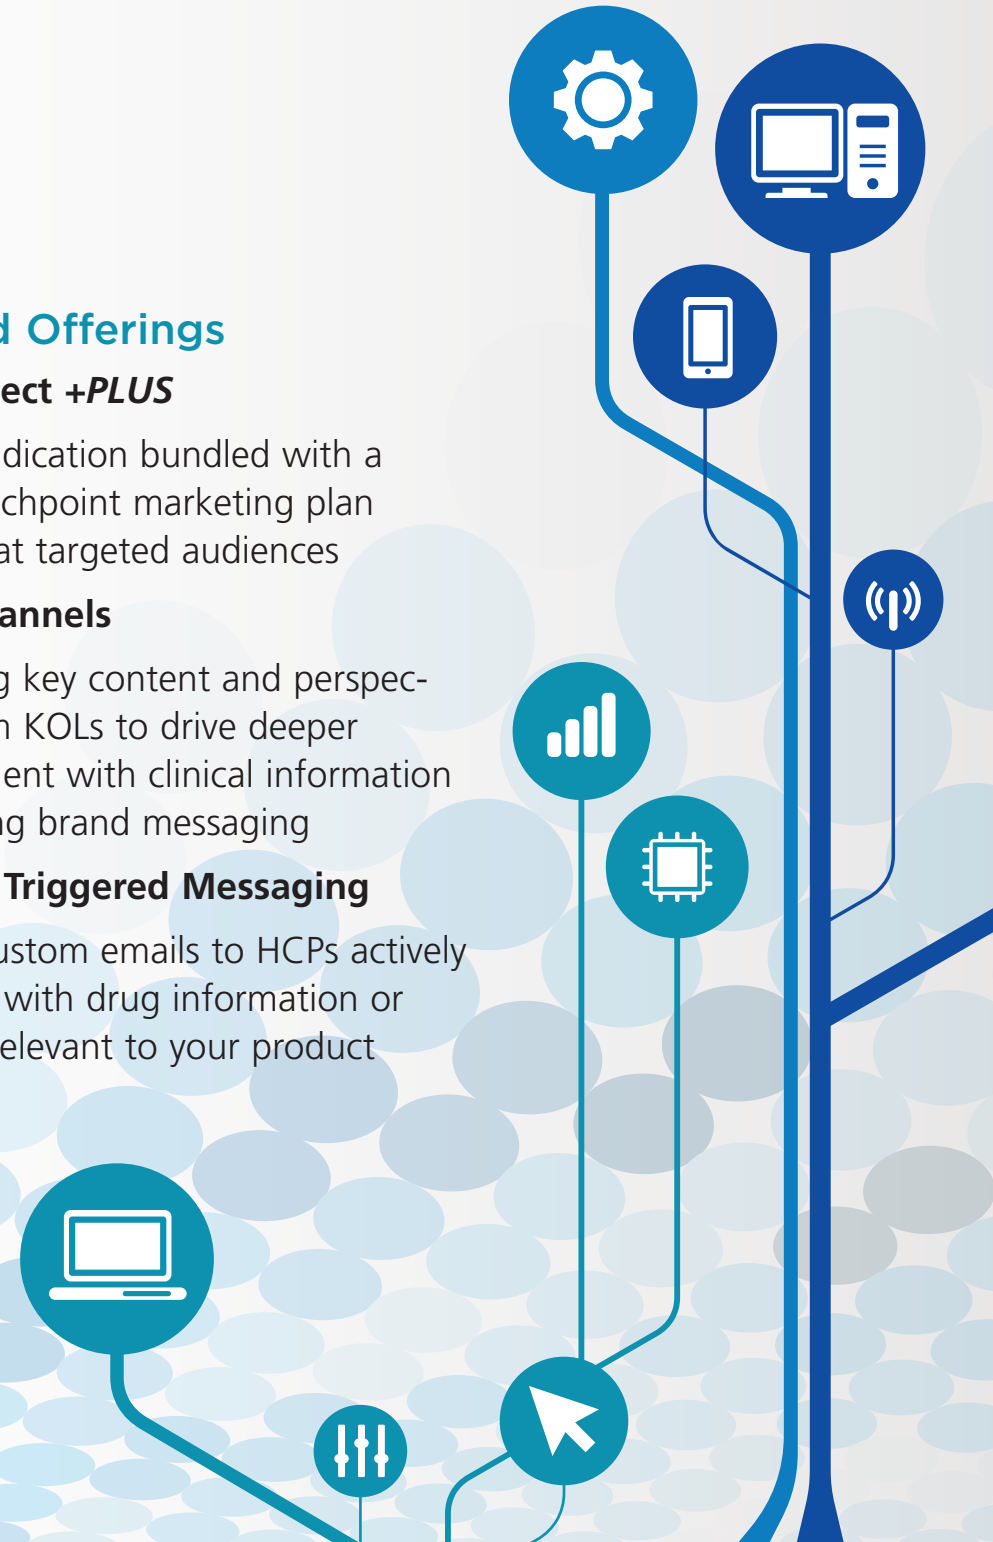 d Offerings
ect +PLUS
dication bundled with a
chpoint marketing plan
at targeted audiences
annels
g key content and perspec-
n KOLs to drive deeper
ent with clinical information
ng brand messaging
Triggered Messaging
ustom emails to HCPs actively
with drug information or
elevant to your product